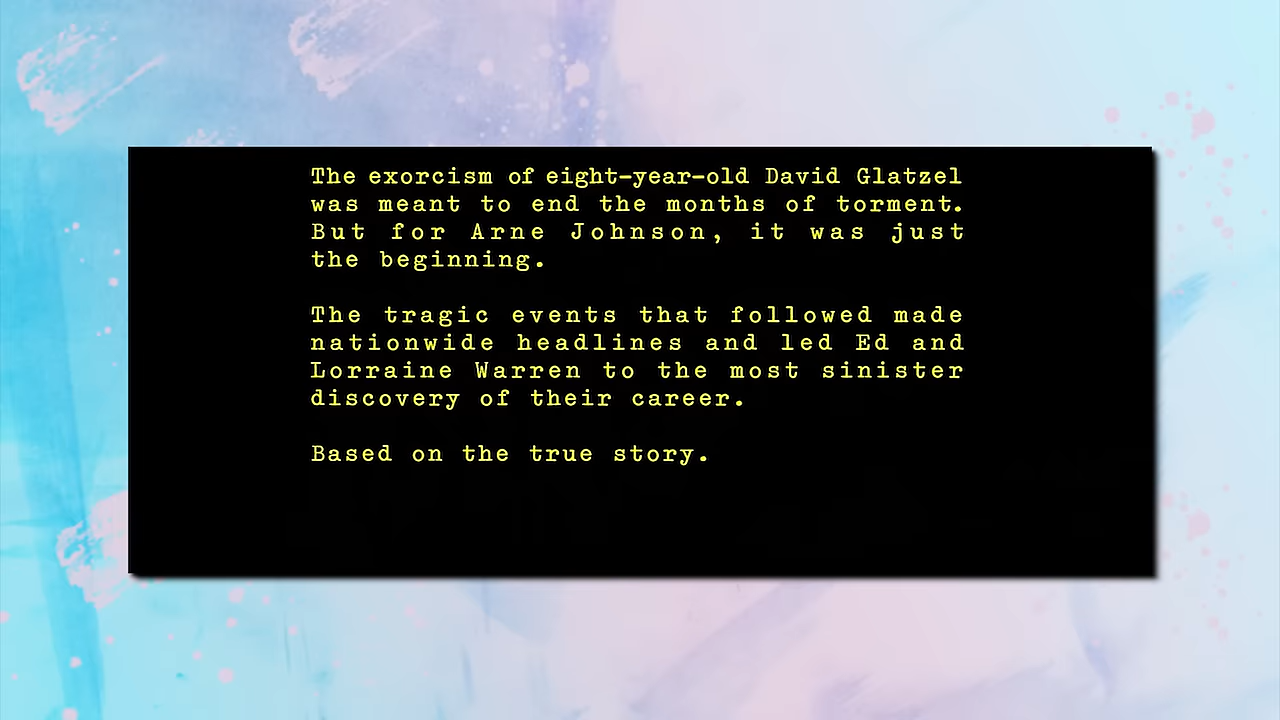 The exorcism of eight-year-old David Glatzel
was meant to end the months of torment.
But for Arne Johnson, it was just
the beginning.
The tragic events that followed made
nationwide headlines and led Ed and
Lorraine Warren to the most sinister
discovery of their career.
Based on the true story.